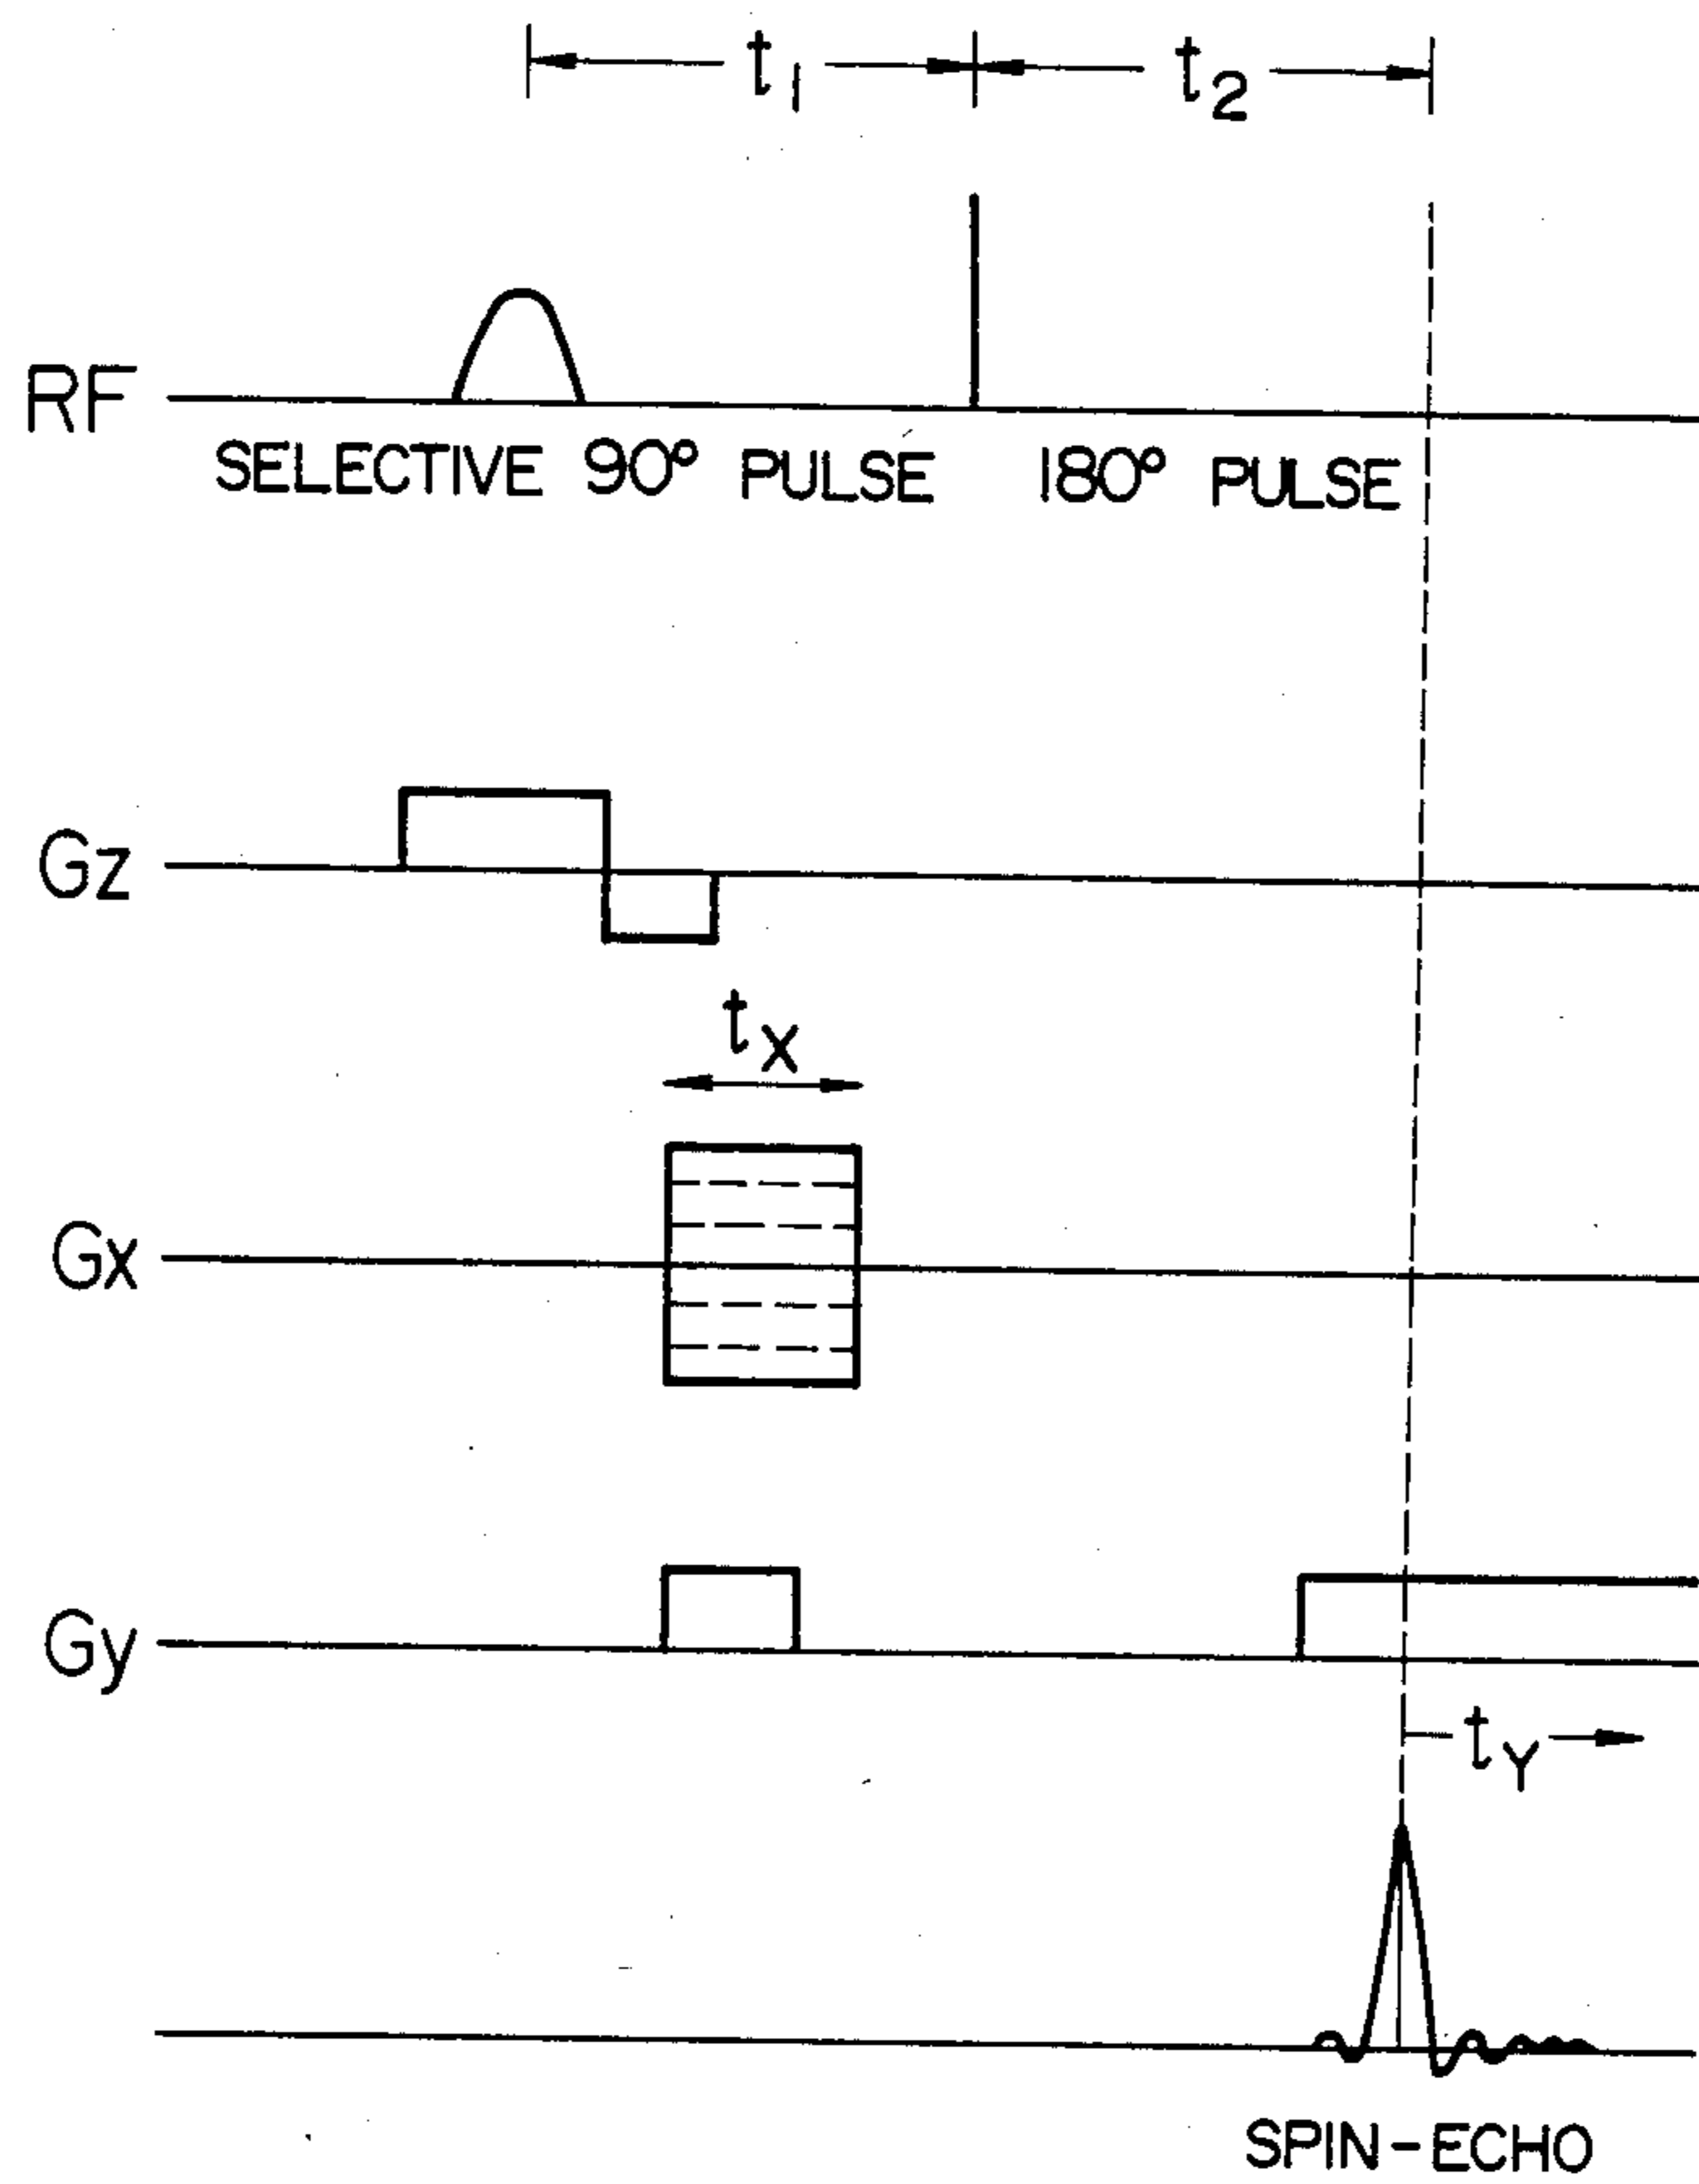 t₁ t₂
RF
SELECTIVE 90° PULSE 180° PULSE
Gz
tx
Gx
Gy
tY
SPIN-ECHO